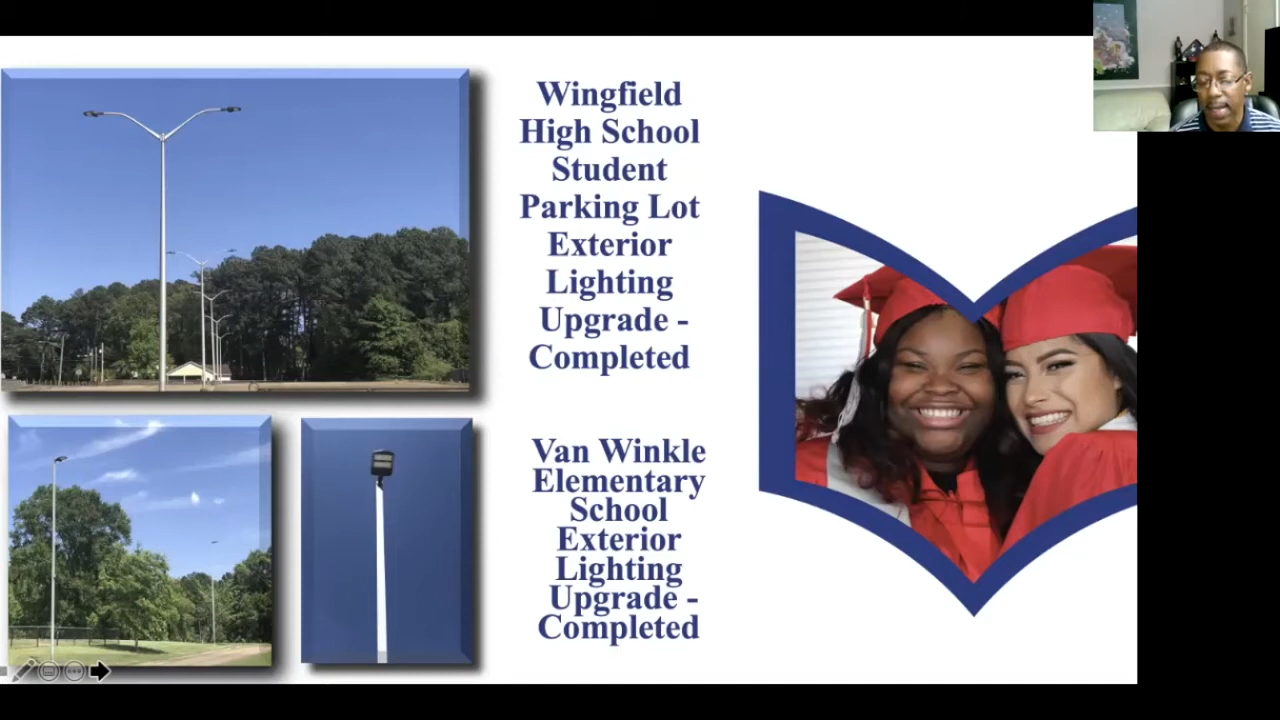 Wingfield
High School
Student
Parking Lot
Exterior
Lighting
Upgrade -
Completed
Van Winkle
Elementary
School
Exterior
Lighting
Upgrade -
Completed